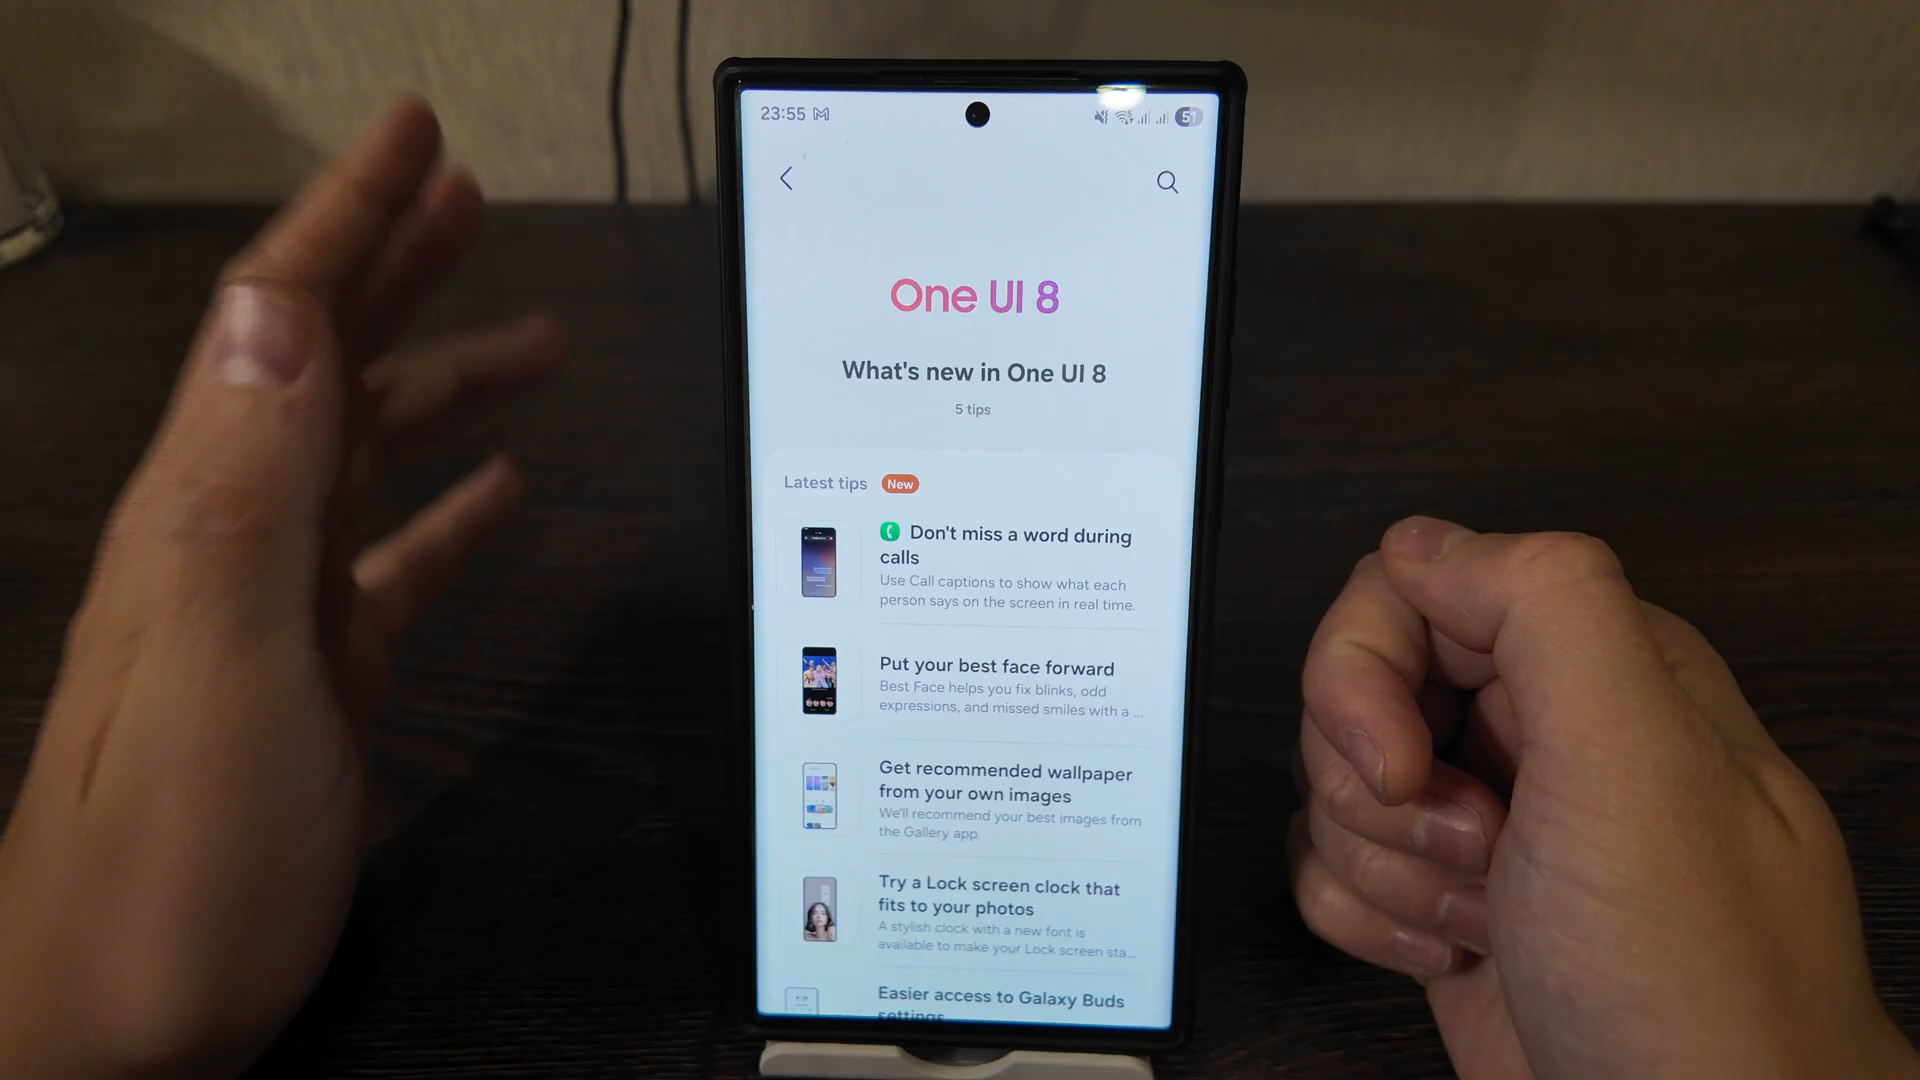 23:55
51
One UI 8
What's new in One UI 8
5 tips
Latest tips New
Don't miss a word during
calls
Use Call captions to show what each
person says on the screen in real time.
Put your best face forward
Best Face helps you fix blinks, odd
expressions, and missed smiles with a ...
Get recommended wallpaper
from your own images
We'll recommend your best images from
the Gallery app.
Try a Lock screen clock that
fits to your photos
A stylish clock with a new font is
available to make your Lock screen sta...
Easier access to Galaxy Buds
settings